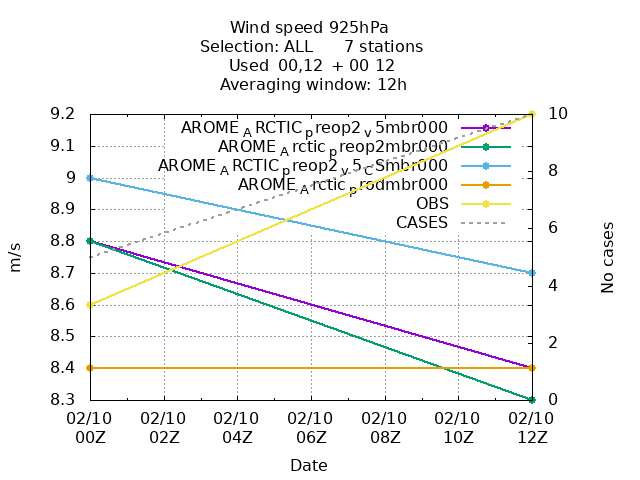 Wind speed 925hPa
Selection: ALL 7 stations
Used 00,12 + 00 12
Averaging window: 12h
9.2
9.1
9
8.9
8.8
8.7
8.6
8.5
8.4
8.3
m/s
AROME_ARCTIC_preop2_v5mbr000
AROME_Arctic_preop2mbr000
AROME_ARCTIC_preop2_v5_CSmbr000
AROME_Arctic_prodmbr000
OBS
CASES
10
8
6
4
2
0
No cases
02/10 02/10 02/10 02/10 02/10 02/10 02/10
00Z 02Z 04Z 06Z 08Z 10Z 12Z
Date